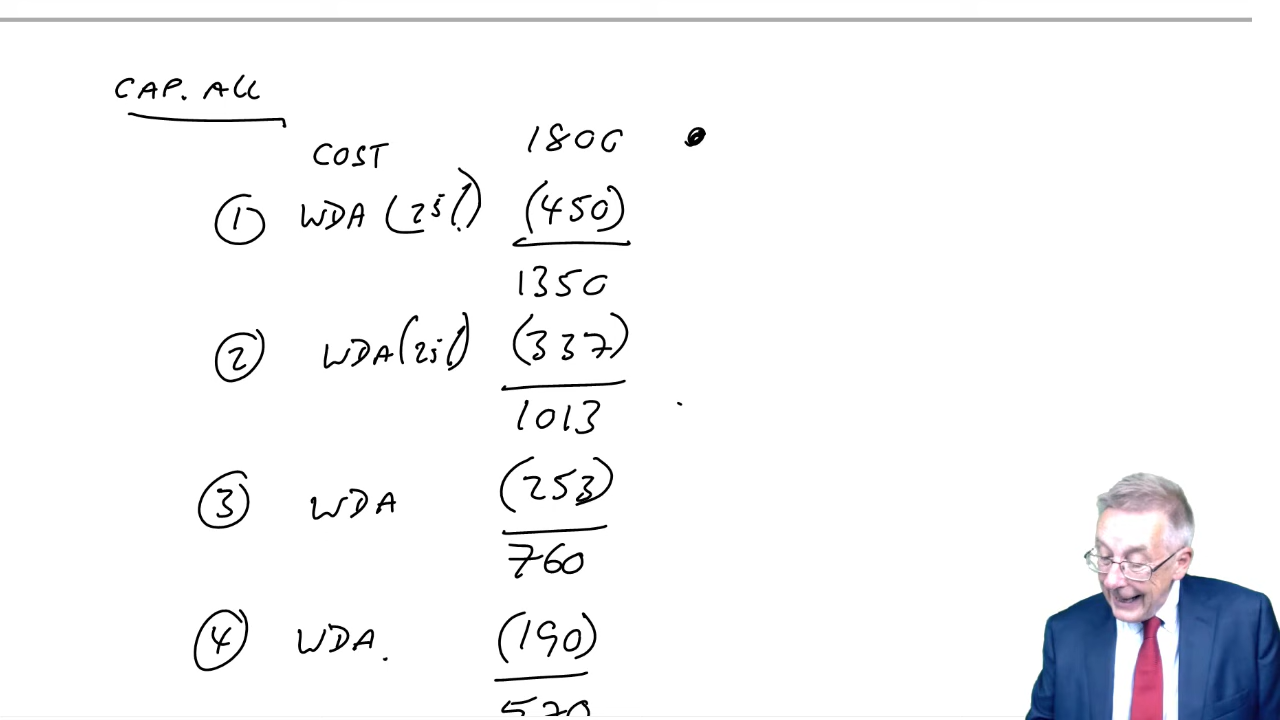 CAP. ALL
COST 1800
① WDA (25%) (450)
1350
② WDA (25%) (337)
1013
③ WDA (253)
760
④ WDA. (190)
570